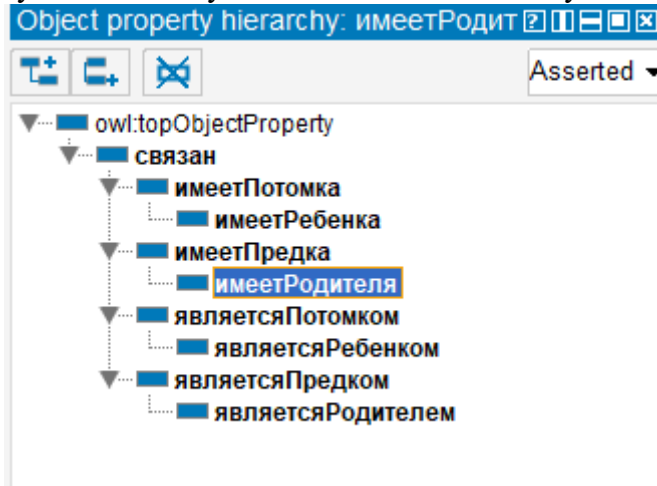 Object property hierarchy: имеетРодит
Asserted
owl:topObjectProperty
связан
имеетПотомка
имеетРебенка
имеетПредка
имеетРодителя
являетсяПотомком
являетсяРебенком
являетсяПредком
являетсяРодителем